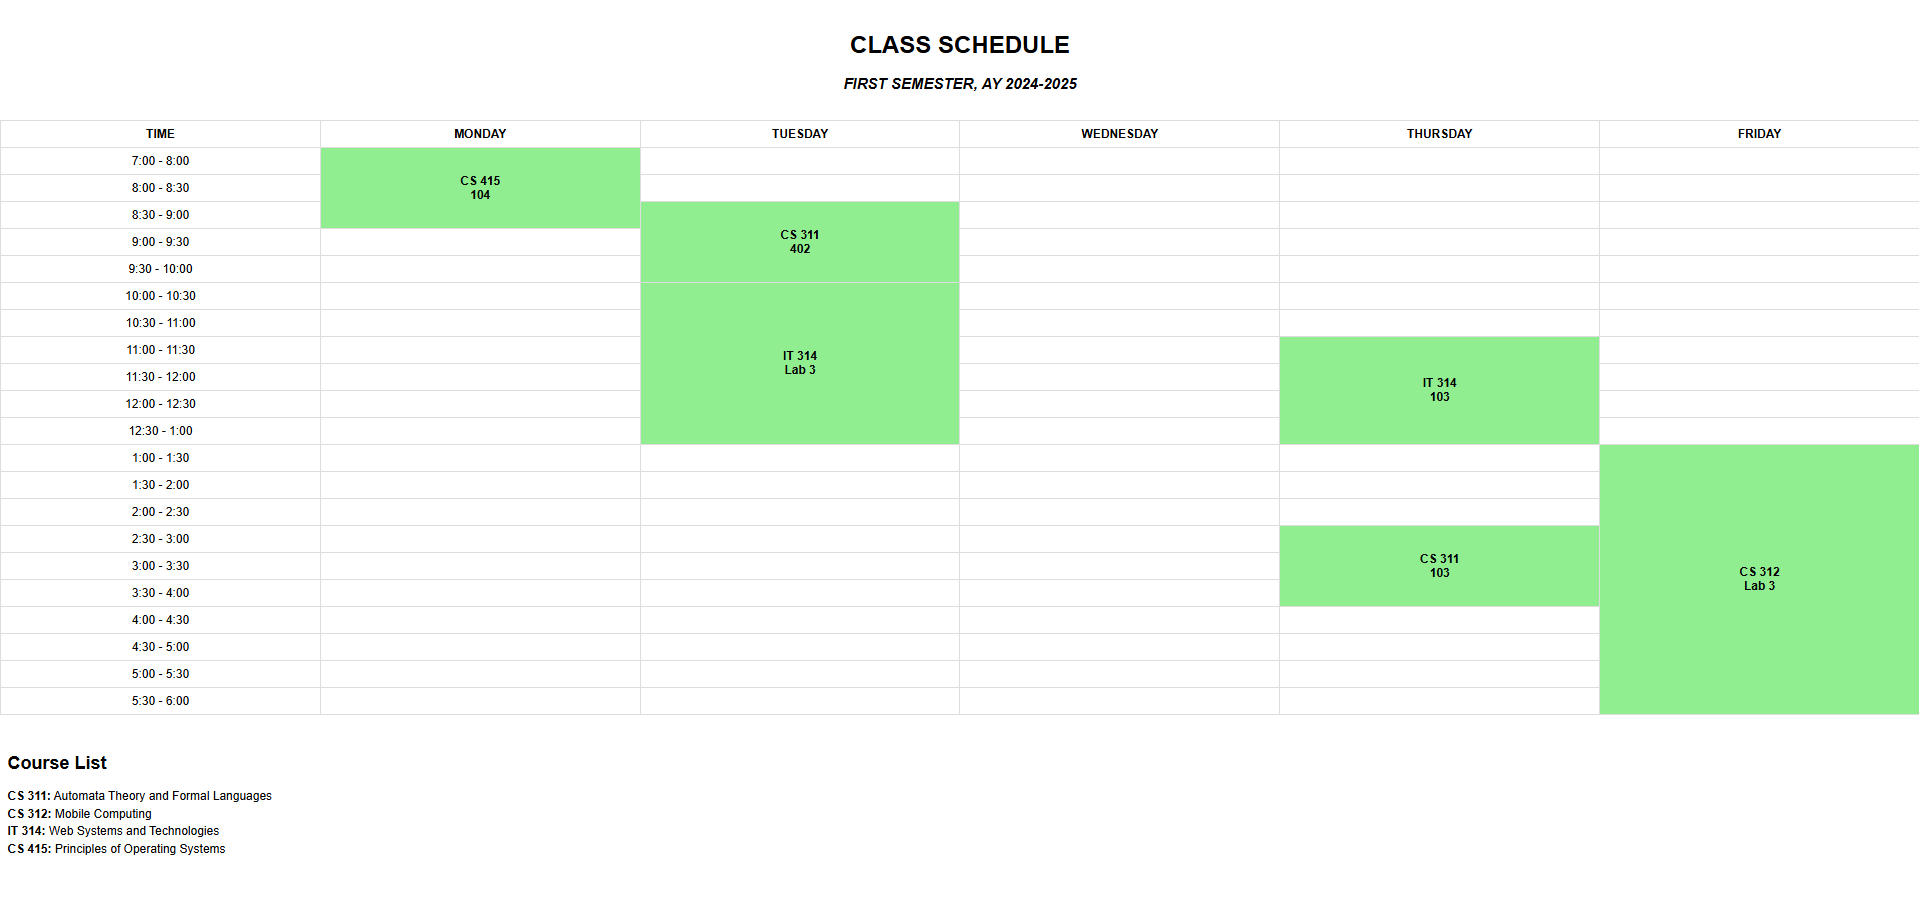 CLASS SCHEDULE
FIRST SEMESTER, AY 2024-2025
TIME MONDAY TUESDAY WEDNESDAY THURSDAY FRIDAY
7:00 - 8:00
CS 415
104
8:00 - 8:30
8:30 - 9:00
CS 311
402
9:00 - 9:30
9:30 - 10:00
10:00 - 10:30
IT 314
Lab 3
10:30 - 11:00
11:00 - 11:30
IT 314
103
11:30 - 12:00
12:00 - 12:30
12:30 - 1:00
1:00 - 1:30
CS 312
Lab 3
1:30 - 2:00
2:00 - 2:30
2:30 - 3:00
CS 311
103
3:00 - 3:30
3:30 - 4:00
4:00 - 4:30
4:30 - 5:00
5:00 - 5:30
5:30 - 6:00
Course List
CS 311: Automata Theory and Formal Languages
CS 312: Mobile Computing
IT 314: Web Systems and Technologies
CS 415: Principles of Operating Systems